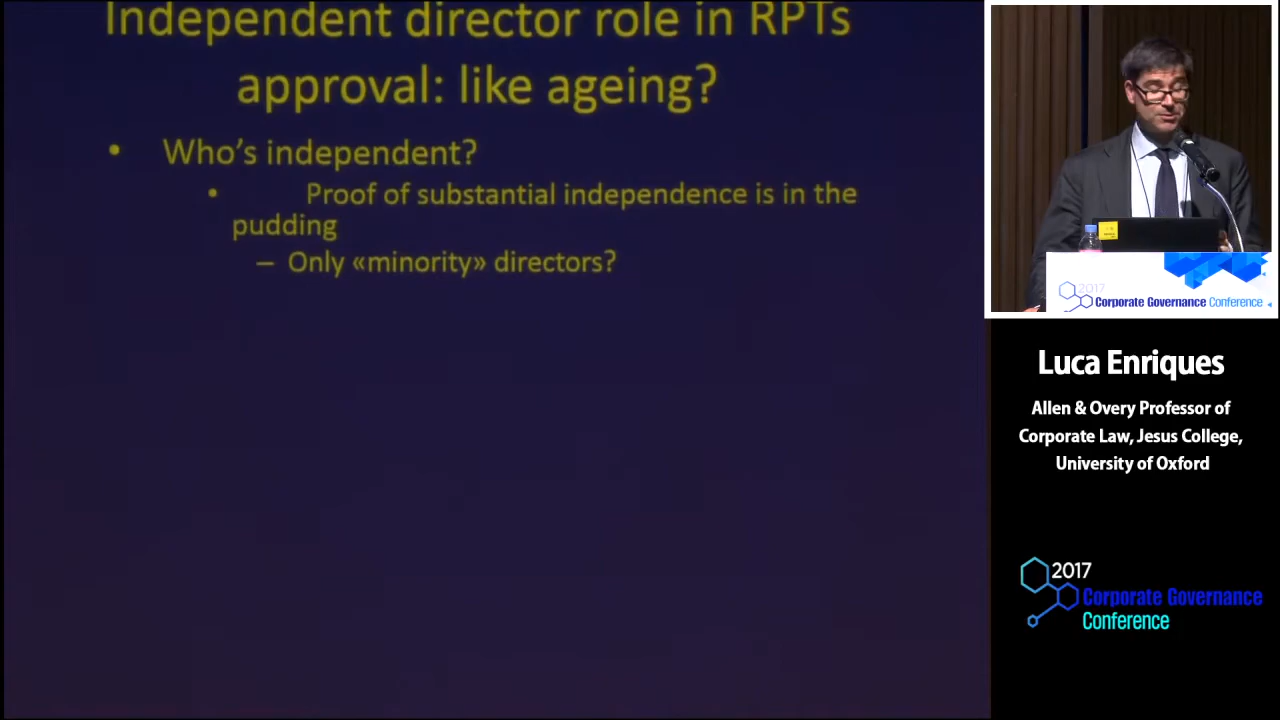 Independent director role in RPTs
approval: like ageing?
• Who's independent?
• Proof of substantial independence is in the
pudding
– Only «minority» directors?
2017
Corporate Governance Conference
Luca Enriques
Allen & Overy Professor of
Corporate Law, Jesus College,
University of Oxford
2017
Corporate Governance
Conference